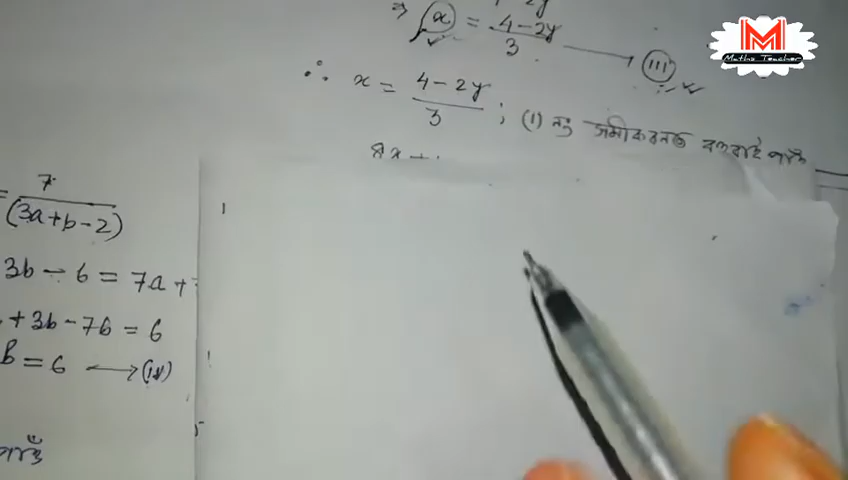 M
Maths Teacher
⇒ x = (4-2y)/3 → (III)
∴ x = (4-2y)/3 ; (I) নং সমীকৰণত বহুৱাই পাওঁ
8x +
= 7/(3a+b-2)
3b - 6 = 7a +
+3b-7b = 6
b = 6 ⟷ (IV)
পাওঁ